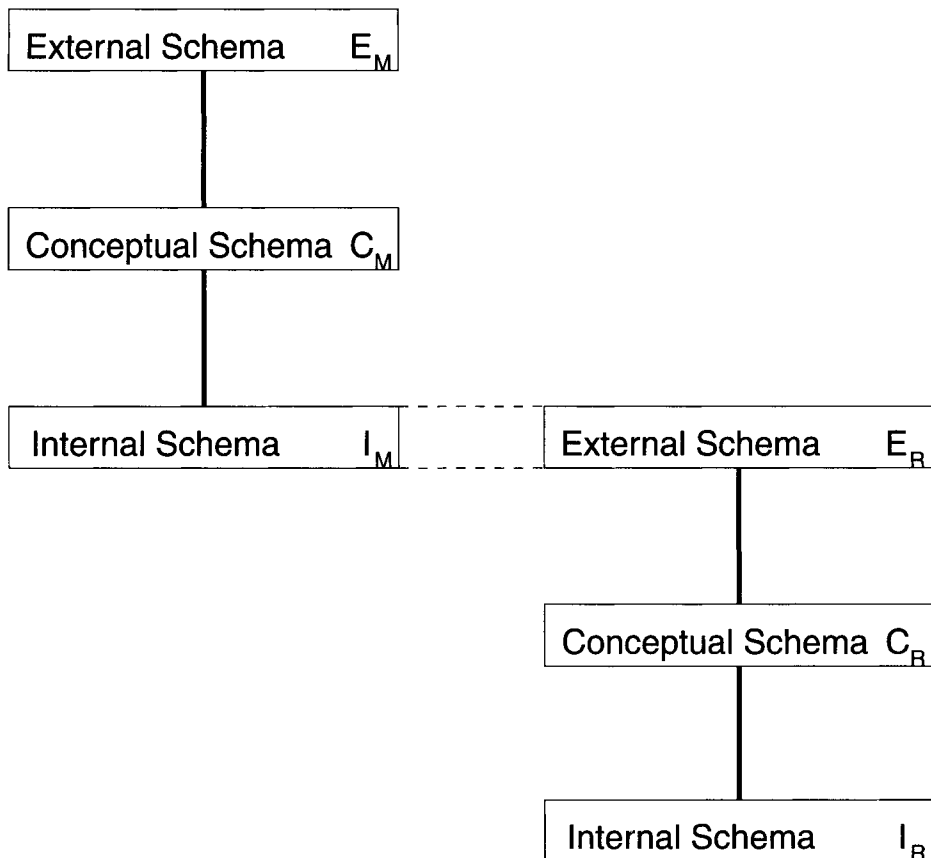 External Schema E_M
Conceptual Schema C_M
Internal Schema I_M
External Schema E_R
Conceptual Schema C_R
Internal Schema I_R